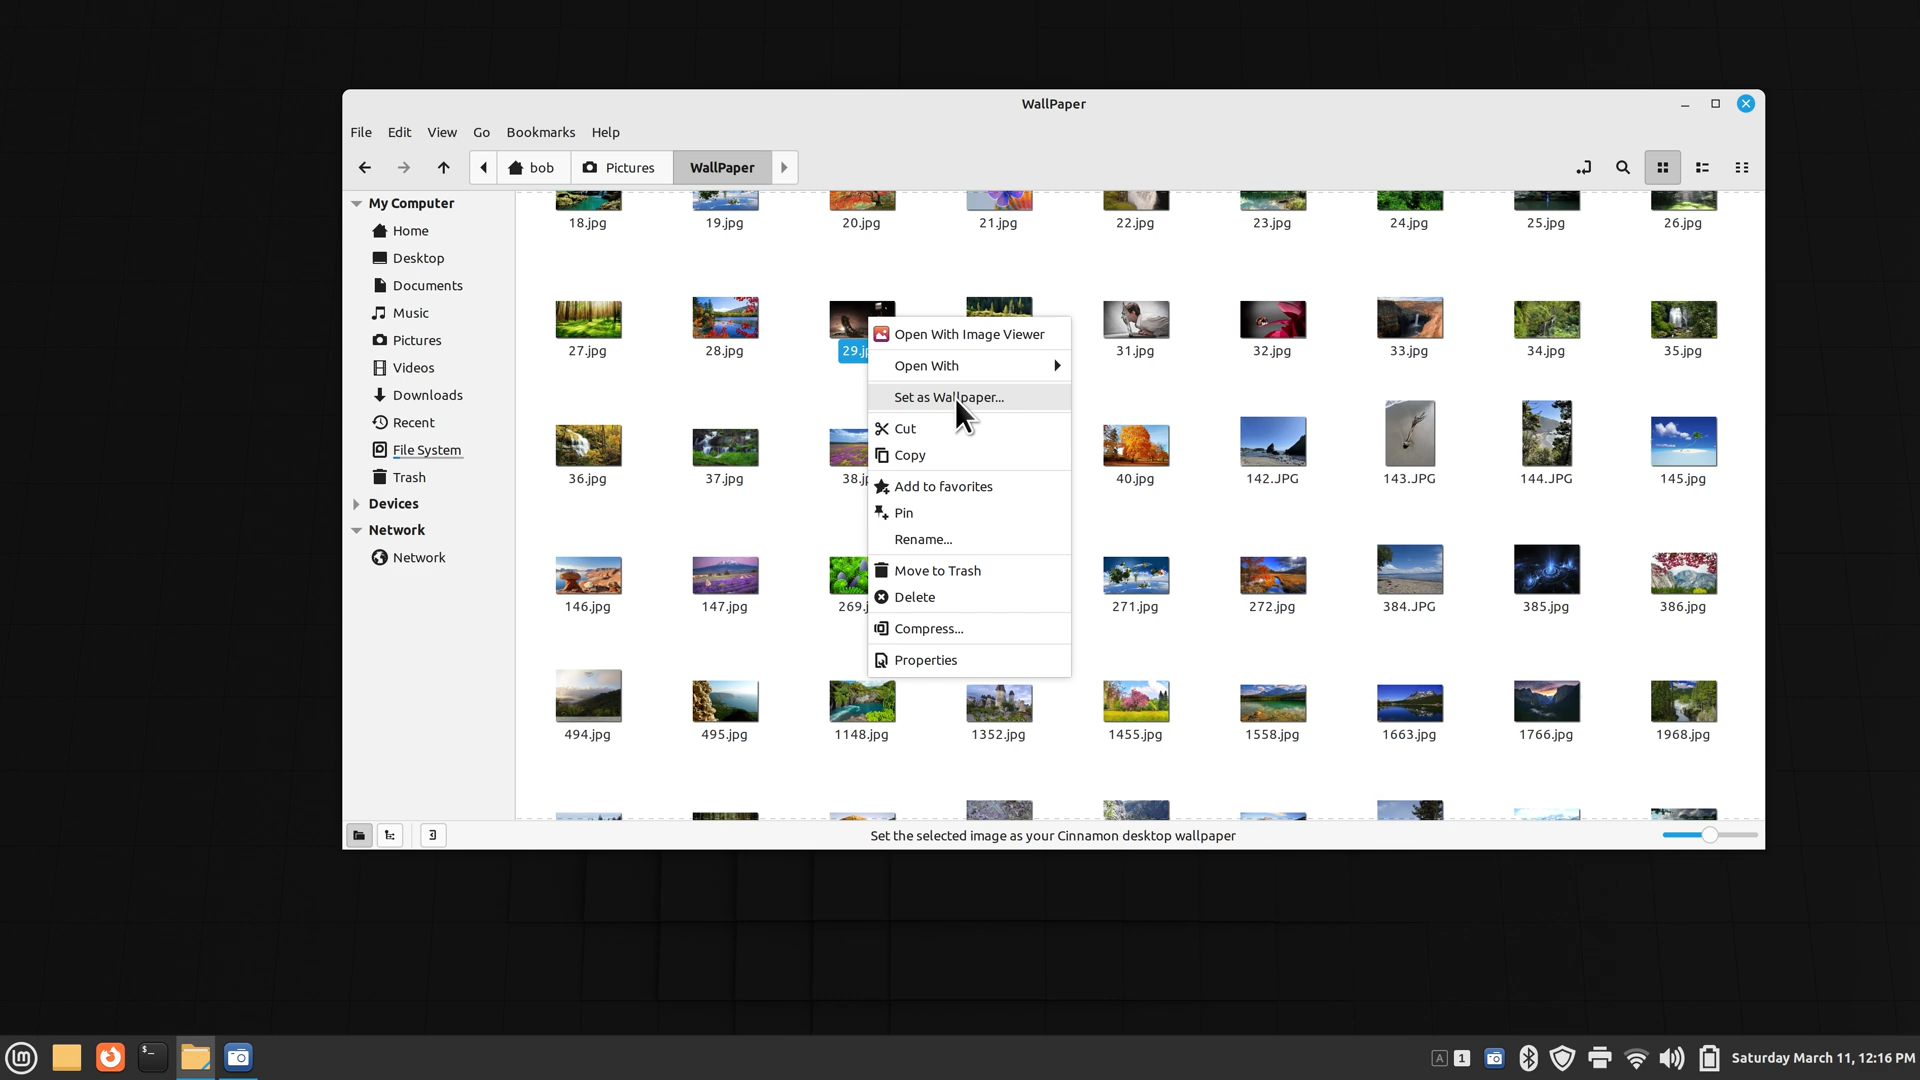 WallPaper
File Edit View Go Bookmarks Help
bob Pictures WallPaper
My Computer
Home
Desktop
Documents
Music
Pictures
Videos
Downloads
Recent
File System
Trash
Devices
Network
Network
18.jpg 19.jpg 20.jpg 21.jpg 22.jpg 23.jpg 24.jpg 25.jpg 26.jpg
27.jpg 28.jpg 29.jp 31.jpg 32.jpg 33.jpg 34.jpg 35.jpg
36.jpg 37.jpg 38.j 40.jpg 142.JPG 143.JPG 144.JPG 145.jpg
146.jpg 147.jpg 269.j 271.jpg 272.jpg 384.JPG 385.jpg 386.jpg
494.jpg 495.jpg 1148.jpg 1352.jpg 1455.jpg 1558.jpg 1663.jpg 1766.jpg 1968.jpg
Open With Image Viewer
Open With
Set as Wallpaper...
Cut
Copy
Add to favorites
Pin
Rename...
Move to Trash
Delete
Compress...
Properties
Set the selected image as your Cinnamon desktop wallpaper
A 1 Saturday March 11, 12:16 PM